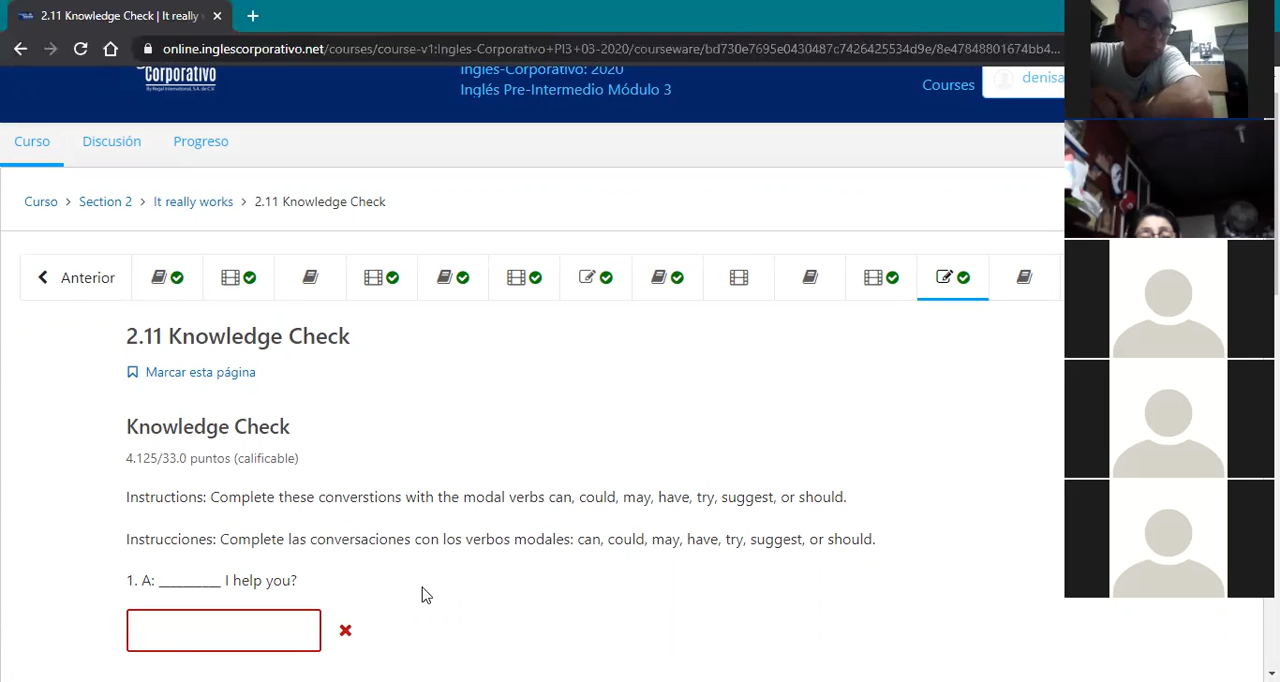 2.11 Knowledge Check | It really
online.inglescorporativo.net/courses/course-v1:Ingles-Corporativo+PI3+03-2020/courseware/bd730e7695e0430487c7426425534d9e/8e47848801674bb4...
Corporativo
By Regal International, S.A. de C.V.
Ingles-Corporativo: 2020
Inglés Pre-Intermedio Módulo 3
Courses
denisa
Curso
Discusión
Progreso
Curso > Section 2 > It really works > 2.11 Knowledge Check
Anterior
2.11 Knowledge Check
Marcar esta página
Knowledge Check
4.125/33.0 puntos (calificable)
Instructions: Complete these converstions with the modal verbs can, could, may, have, try, suggest, or should.
Instrucciones: Complete las conversaciones con los verbos modales: can, could, may, have, try, suggest, or should.
1. A: _________ I help you?